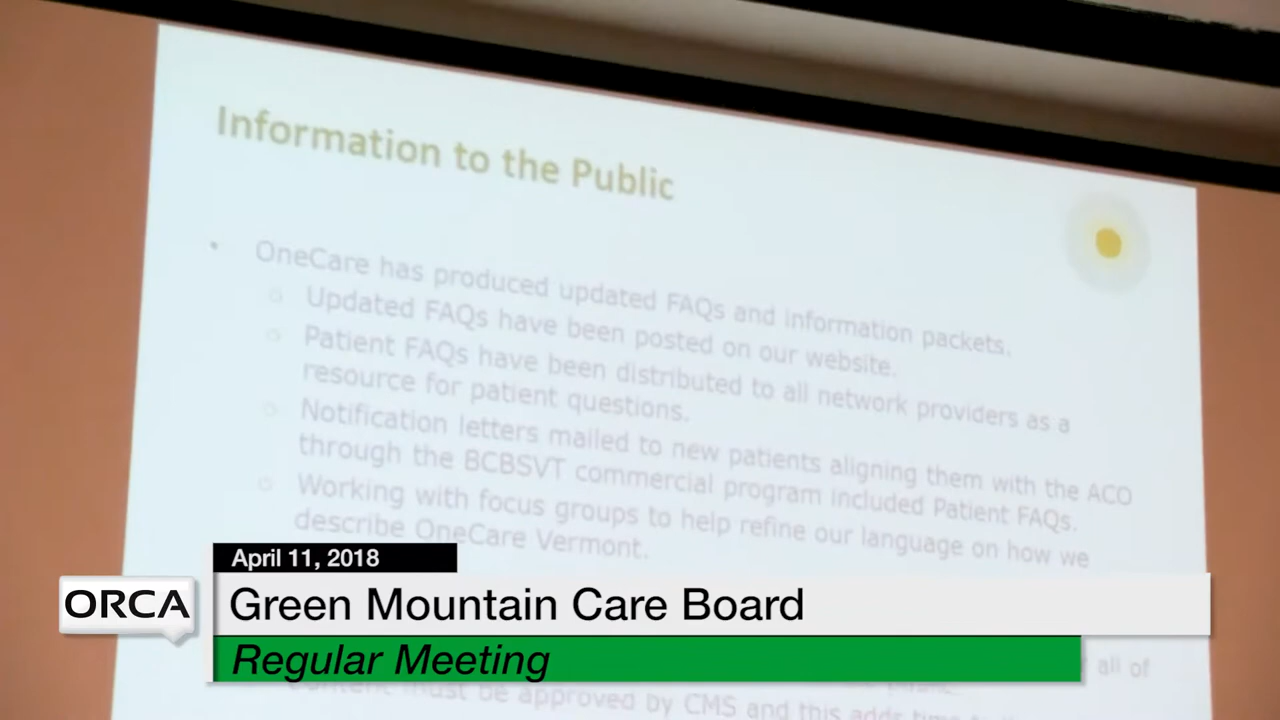 Information to the Public
• OneCare has produced updated FAQs and information packets.
o Updated FAQs have been posted on our website.
o Patient FAQs have been distributed to all network providers as a
resource for patient questions.
o Notification letters mailed to new patients aligning them with the ACO
through the BCBSVT commercial program included Patient FAQs.
o Working with focus groups to help refine our language on how we
describe OneCare Vermont.
April 11, 2018
ORCA
Green Mountain Care Board
Regular Meeting
all of
content must be approved by CMS and this adds time